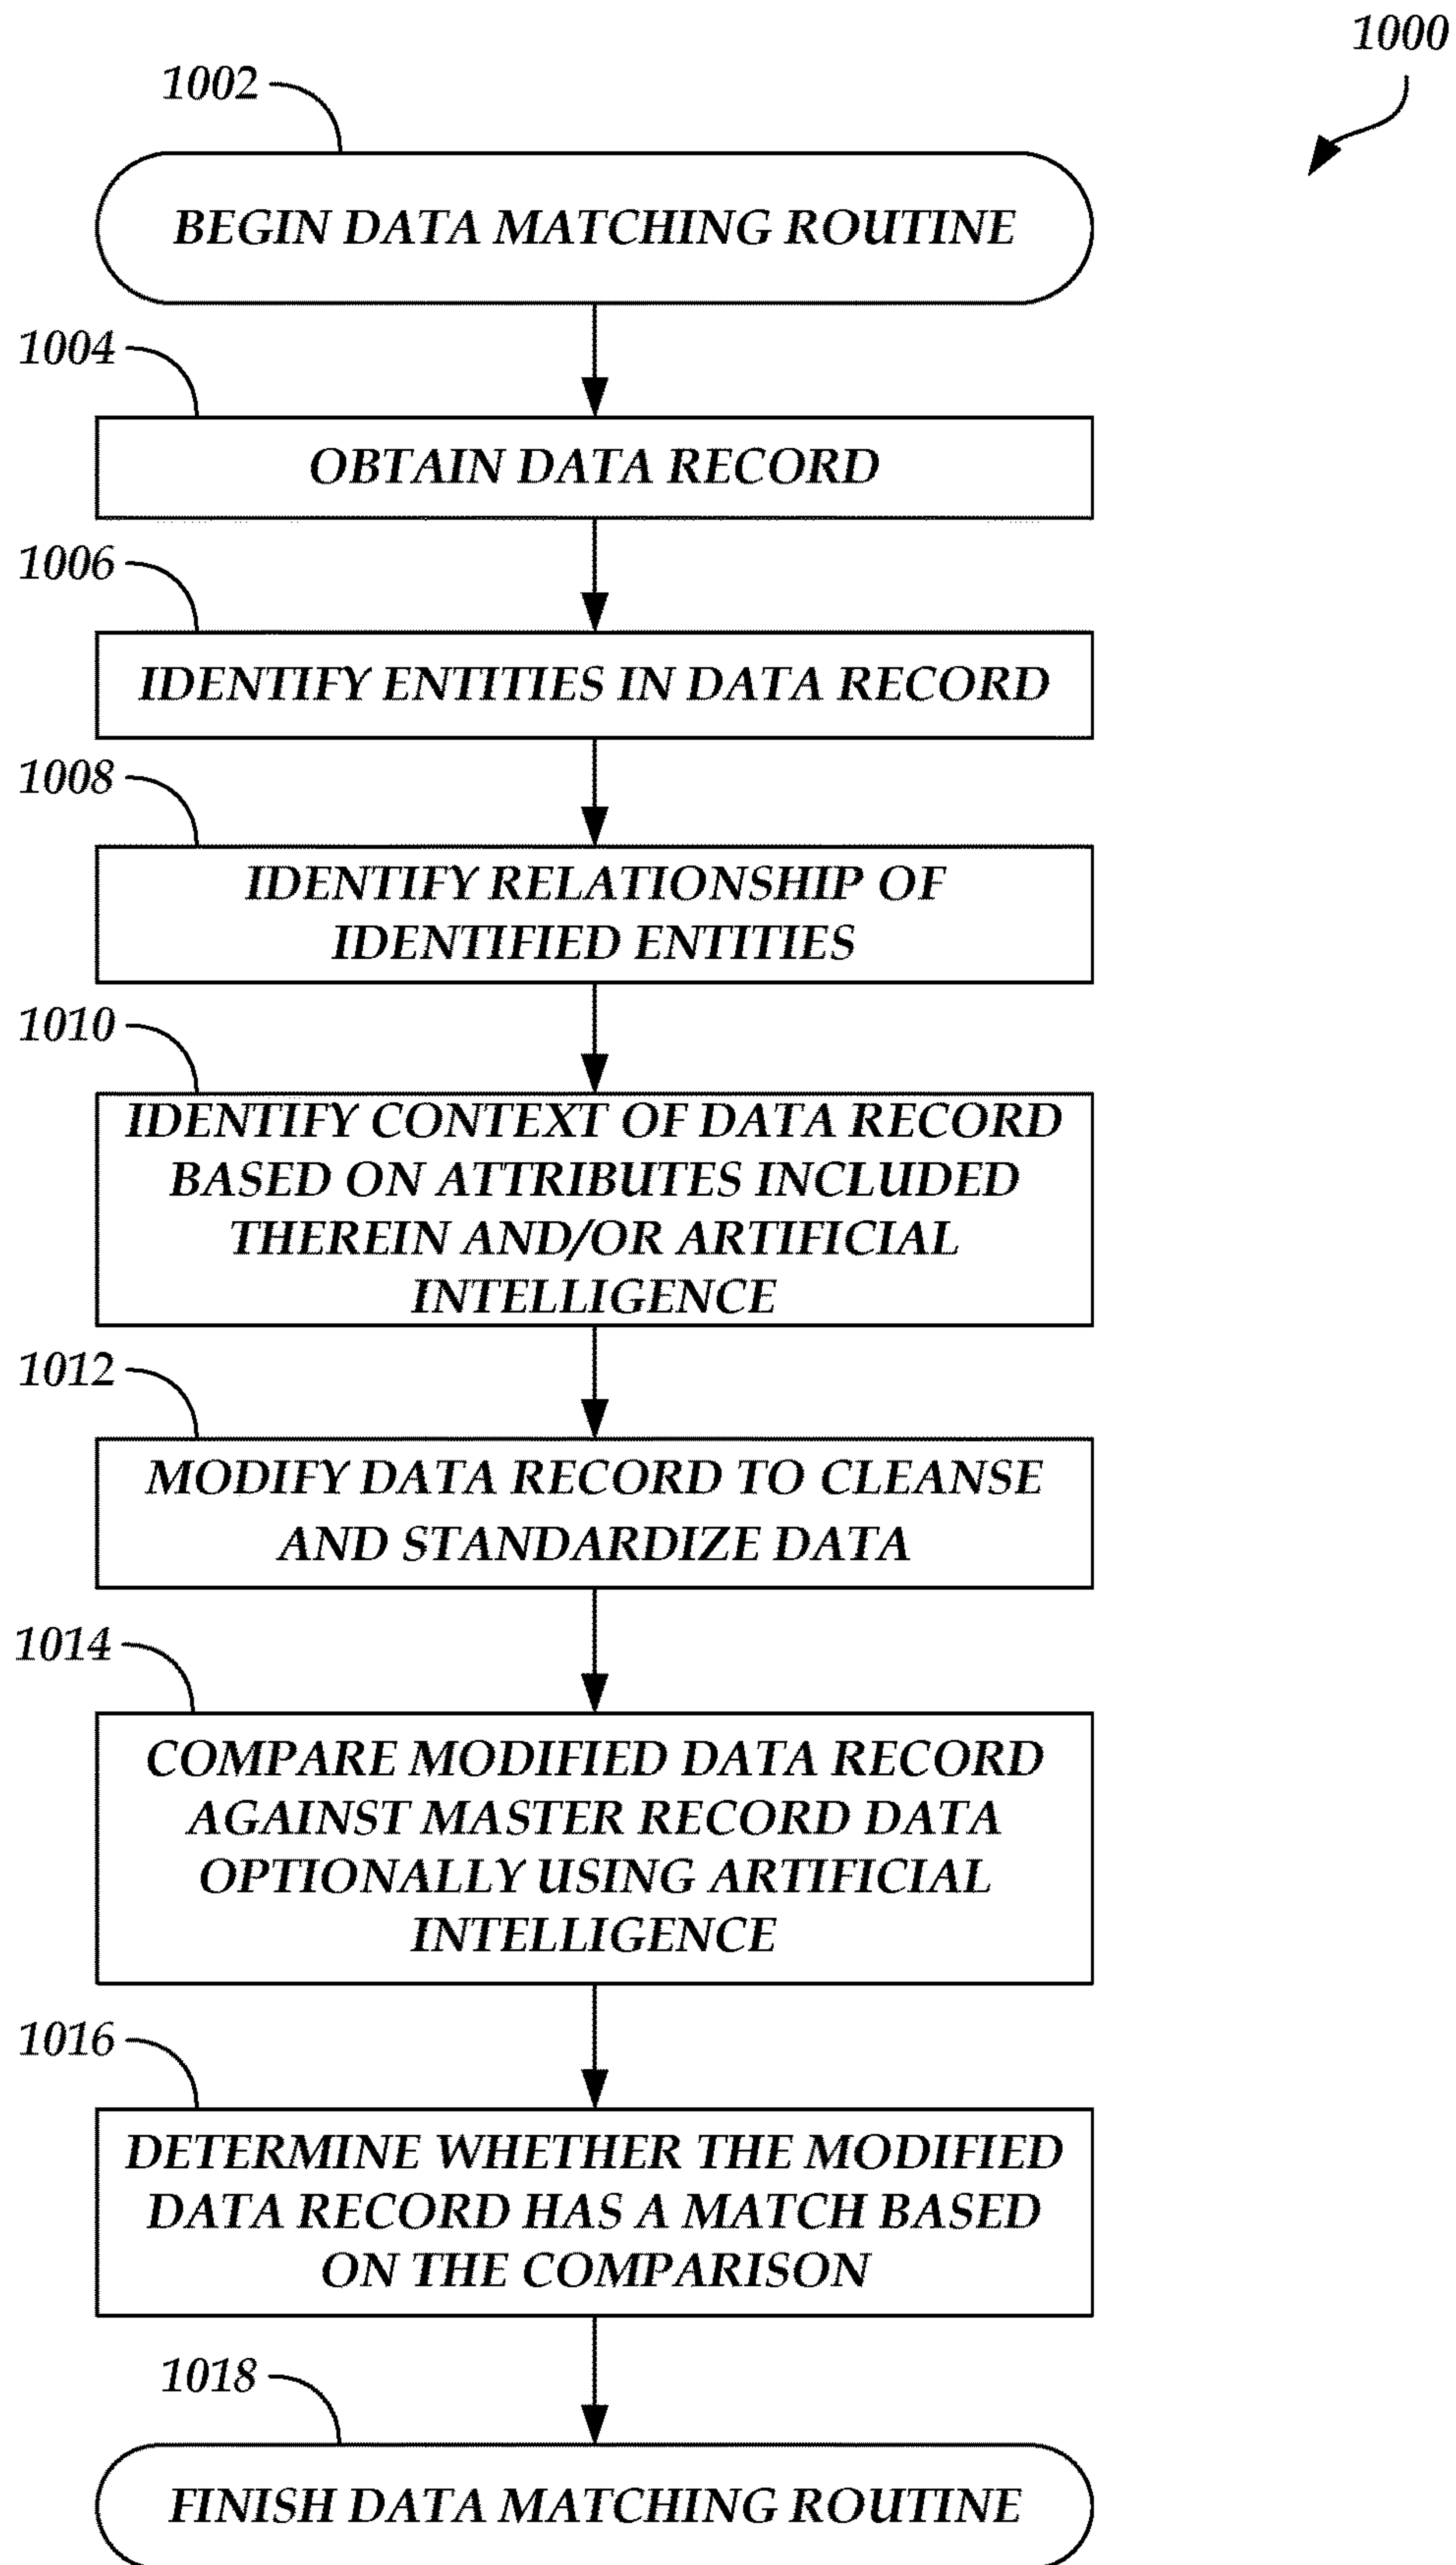 1000
1002
BEGIN DATA MATCHING ROUTINE
1004
OBTAIN DATA RECORD
1006
IDENTIFY ENTITIES IN DATA RECORD
1008
IDENTIFY RELATIONSHIP OF
IDENTIFIED ENTITIES
1010
IDENTIFY CONTEXT OF DATA RECORD
BASED ON ATTRIBUTES INCLUDED
THEREIN AND/OR ARTIFICIAL
INTELLIGENCE
1012
MODIFY DATA RECORD TO CLEANSE
AND STANDARDIZE DATA
1014
COMPARE MODIFIED DATA RECORD
AGAINST MASTER RECORD DATA
OPTIONALLY USING ARTIFICIAL
INTELLIGENCE
1016
DETERMINE WHETHER THE MODIFIED
DATA RECORD HAS A MATCH BASED
ON THE COMPARISON
1018
FINISH DATA MATCHING ROUTINE